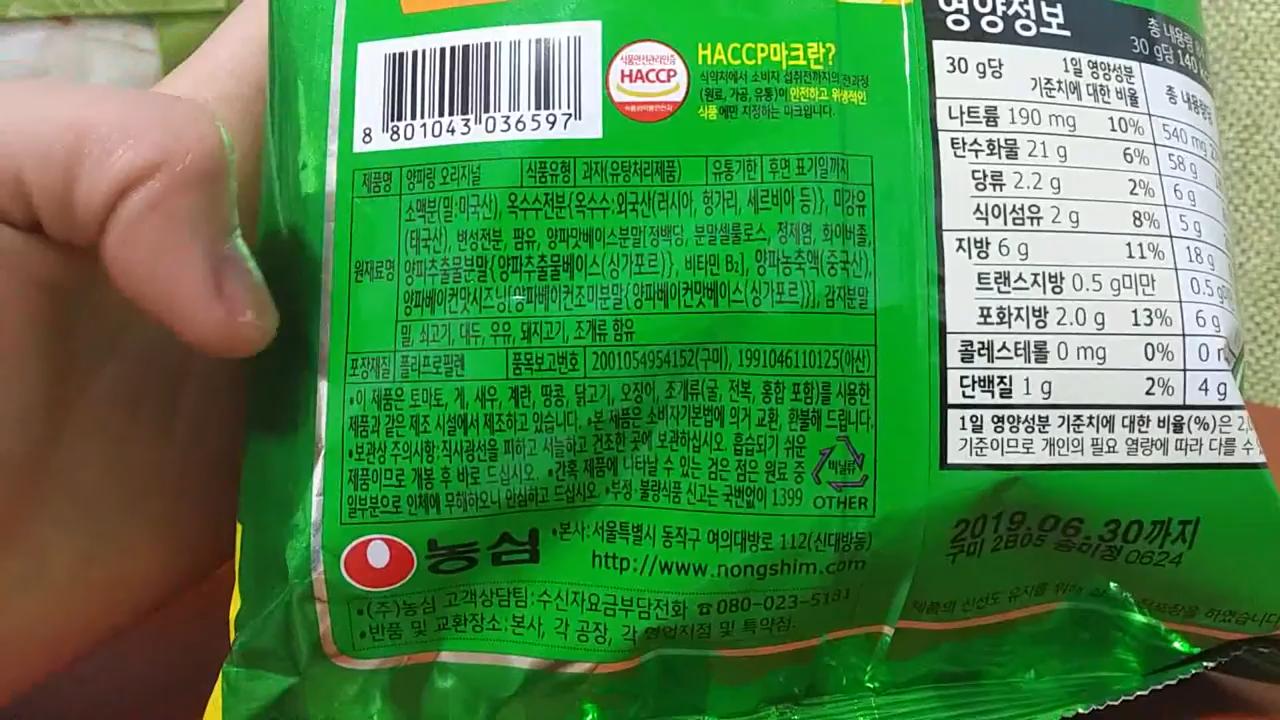 8 801043 036597
식품안전관리인증
HACCP
HACCP마크란?
식약처에서 소비자 섭취전까지의 전과정
(원료, 가공, 유통)이 안전하고 위생적인
식품에만 지정하는 마크입니다.
제품명 양파링 오리지널 식품유형 과자(유탕처리제품) 유통기한 후면 표기일까지
원재료명
소맥분(밀:미국산), 옥수수전분{옥수수:외국산(러시아, 헝가리, 세르비아 등)}, 미강유
(태국산), 변성전분, 팜유, 양파맛베이스분말[정백당, 분말셀룰로스, 정제염, 화이버졸,
양파추출물분말{양파추출물베이스(싱가포르)}, 비타민 B₂], 양파농축액(중국산),
양파베이컨맛시즈닝[양파베이컨조미분말{양파베이컨맛베이스(싱가포르)}], 감자분말
밀, 쇠고기, 대두, 우유, 돼지고기, 조개류 함유
포장재질 폴리프로필렌 품목보고번호 2001054954152(구미), 1991046110125(아산)
•이 제품은 토마토, 게, 새우, 계란, 땅콩, 닭고기, 오징어, 조개류(굴, 전복, 홍합 포함)를 사용한
제품과 같은 제조 시설에서 제조하고 있습니다. •본 제품은 소비자기본법에 의거 교환, 환불해 드립니다.
•보관상 주의사항:직사광선을 피하고 서늘하고 건조한 곳에 보관하십시오. 흡습되기 쉬운
제품이므로 개봉 후 바로 드십시오. •간혹 제품에 나타날 수 있는 검은 점은 원료 중
일부분으로 인체에 무해하오니 안심하고 드십시오. •부정·불량식품 신고는 국번없이 1399
비닐류
OTHER
농심
•본사:서울특별시 동작구 여의대방로 112(신대방동)
http://www.nongshim.com
•(주)농심 고객상담팀:수신자요금부담전화 ☎080-023-5181
•반품 및 교환장소:본사, 각 공장, 각 영업지점 및 특약점.
영양정보
총 내용량
30 g당 140
30 g당 1일 영양성분 기준치에 대한 비율 총 내용량당
나트륨 190 mg 10% 540 mg
탄수화물 21 g 6% 58 g
당류 2.2 g 2% 6 g
식이섬유 2 g 8% 5 g
지방 6 g 11% 18 g
트랜스지방 0.5 g미만 0.5
포화지방 2.0 g 13% 6 g
콜레스테롤 0 mg 0% 0
단백질 1 g 2% 4 g
1일 영양성분 기준치에 대한 비율(%)은
기준이므로 개인의 필요 열량에 따라 다를 수
2019.06.30까지
구미 2B05 0624
제품의 신선도 유지를 위해
하였습니다